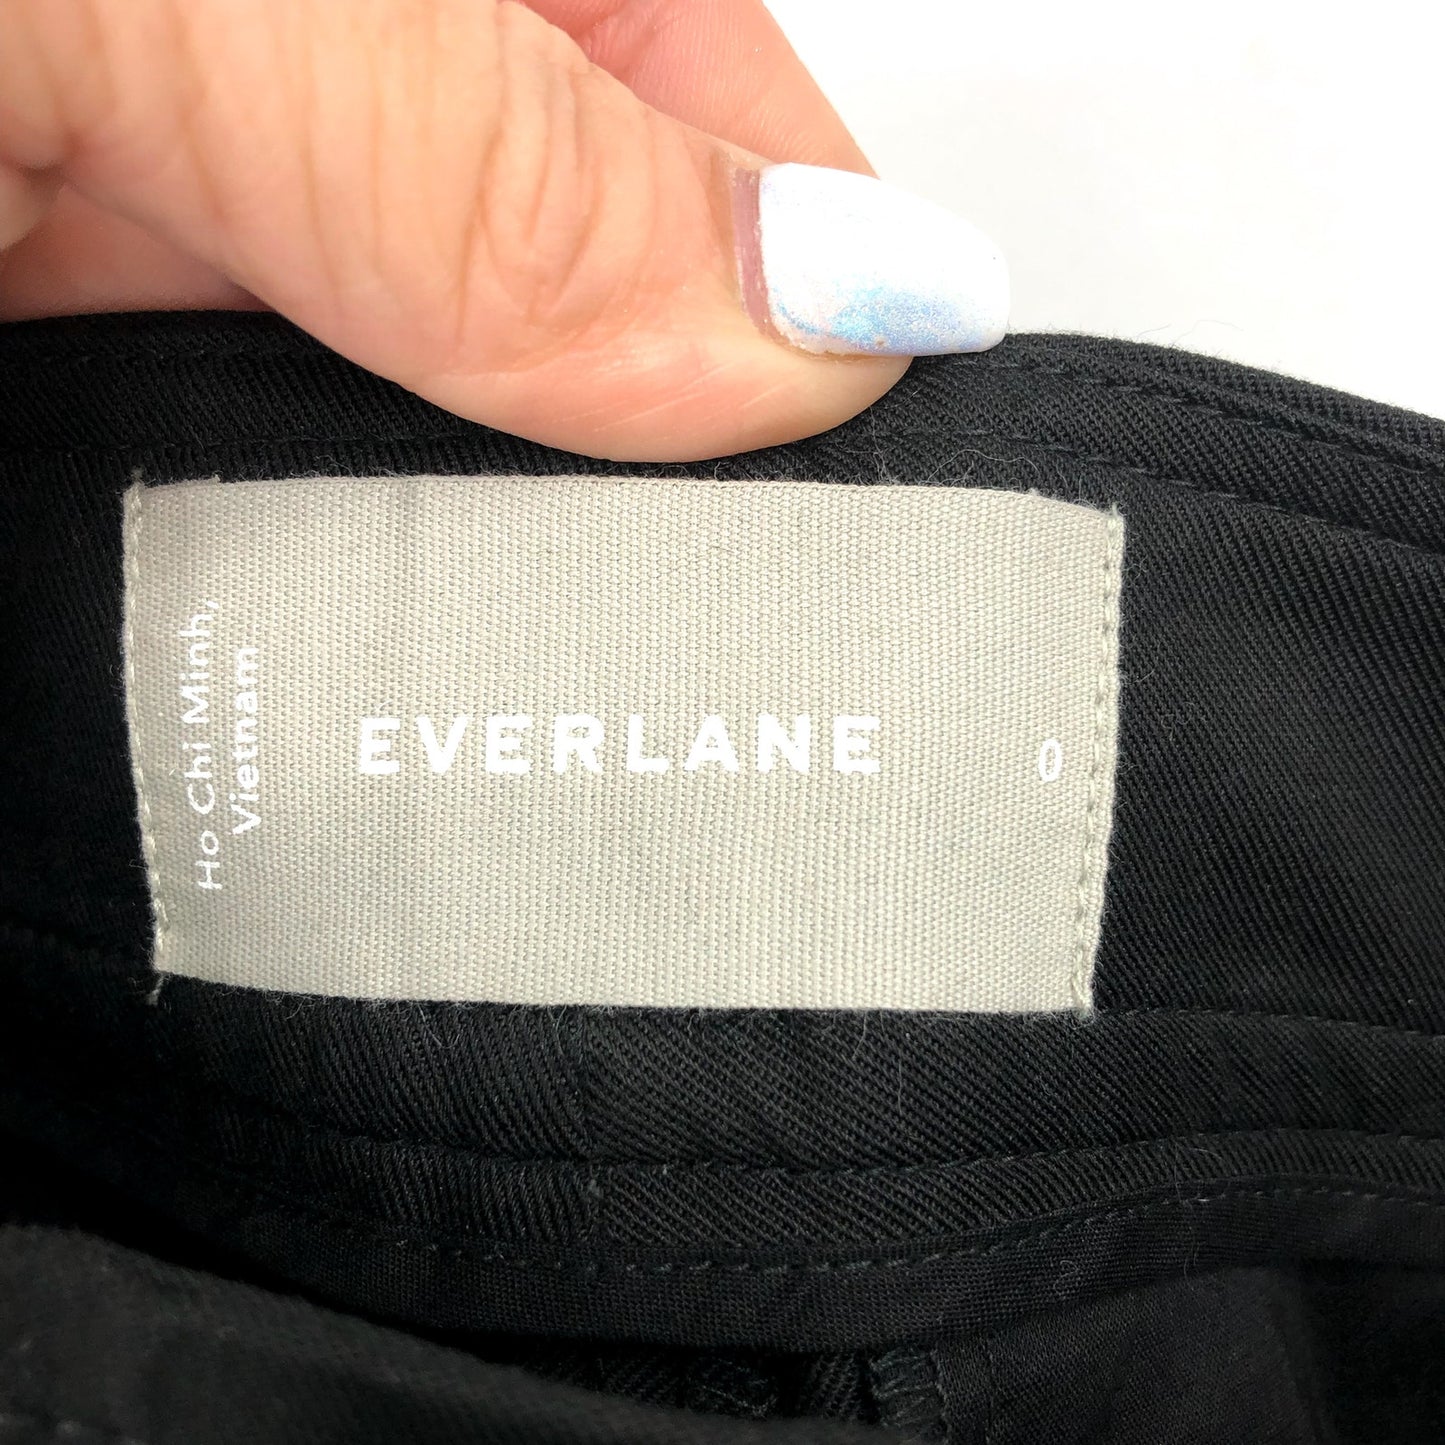 Ho Chi Minh,
Vietnam
EVERLANE
0